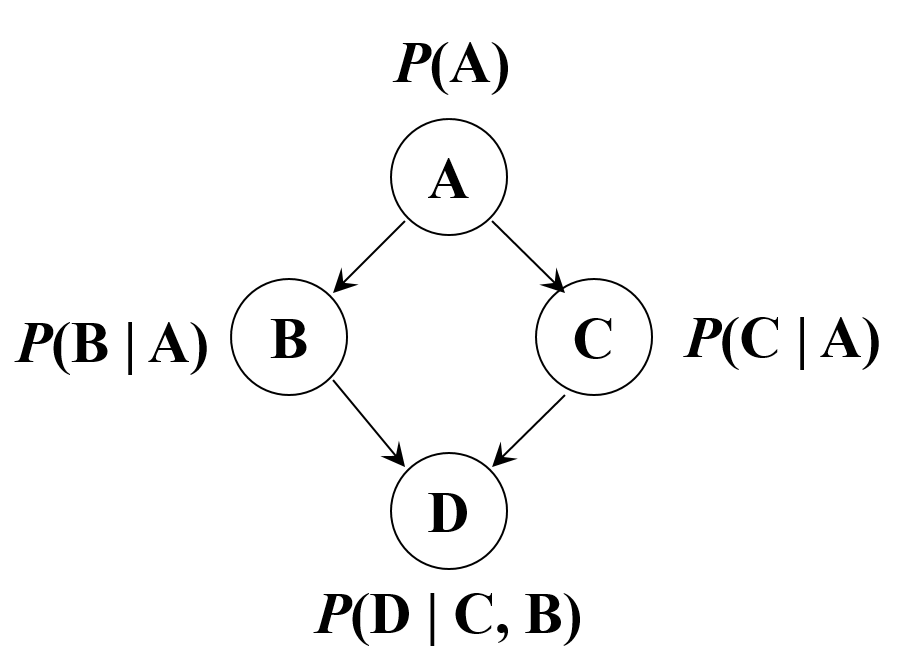 P(A)
A
P(B | A)
B
C
P(C | A)
D
P(D | C, B)